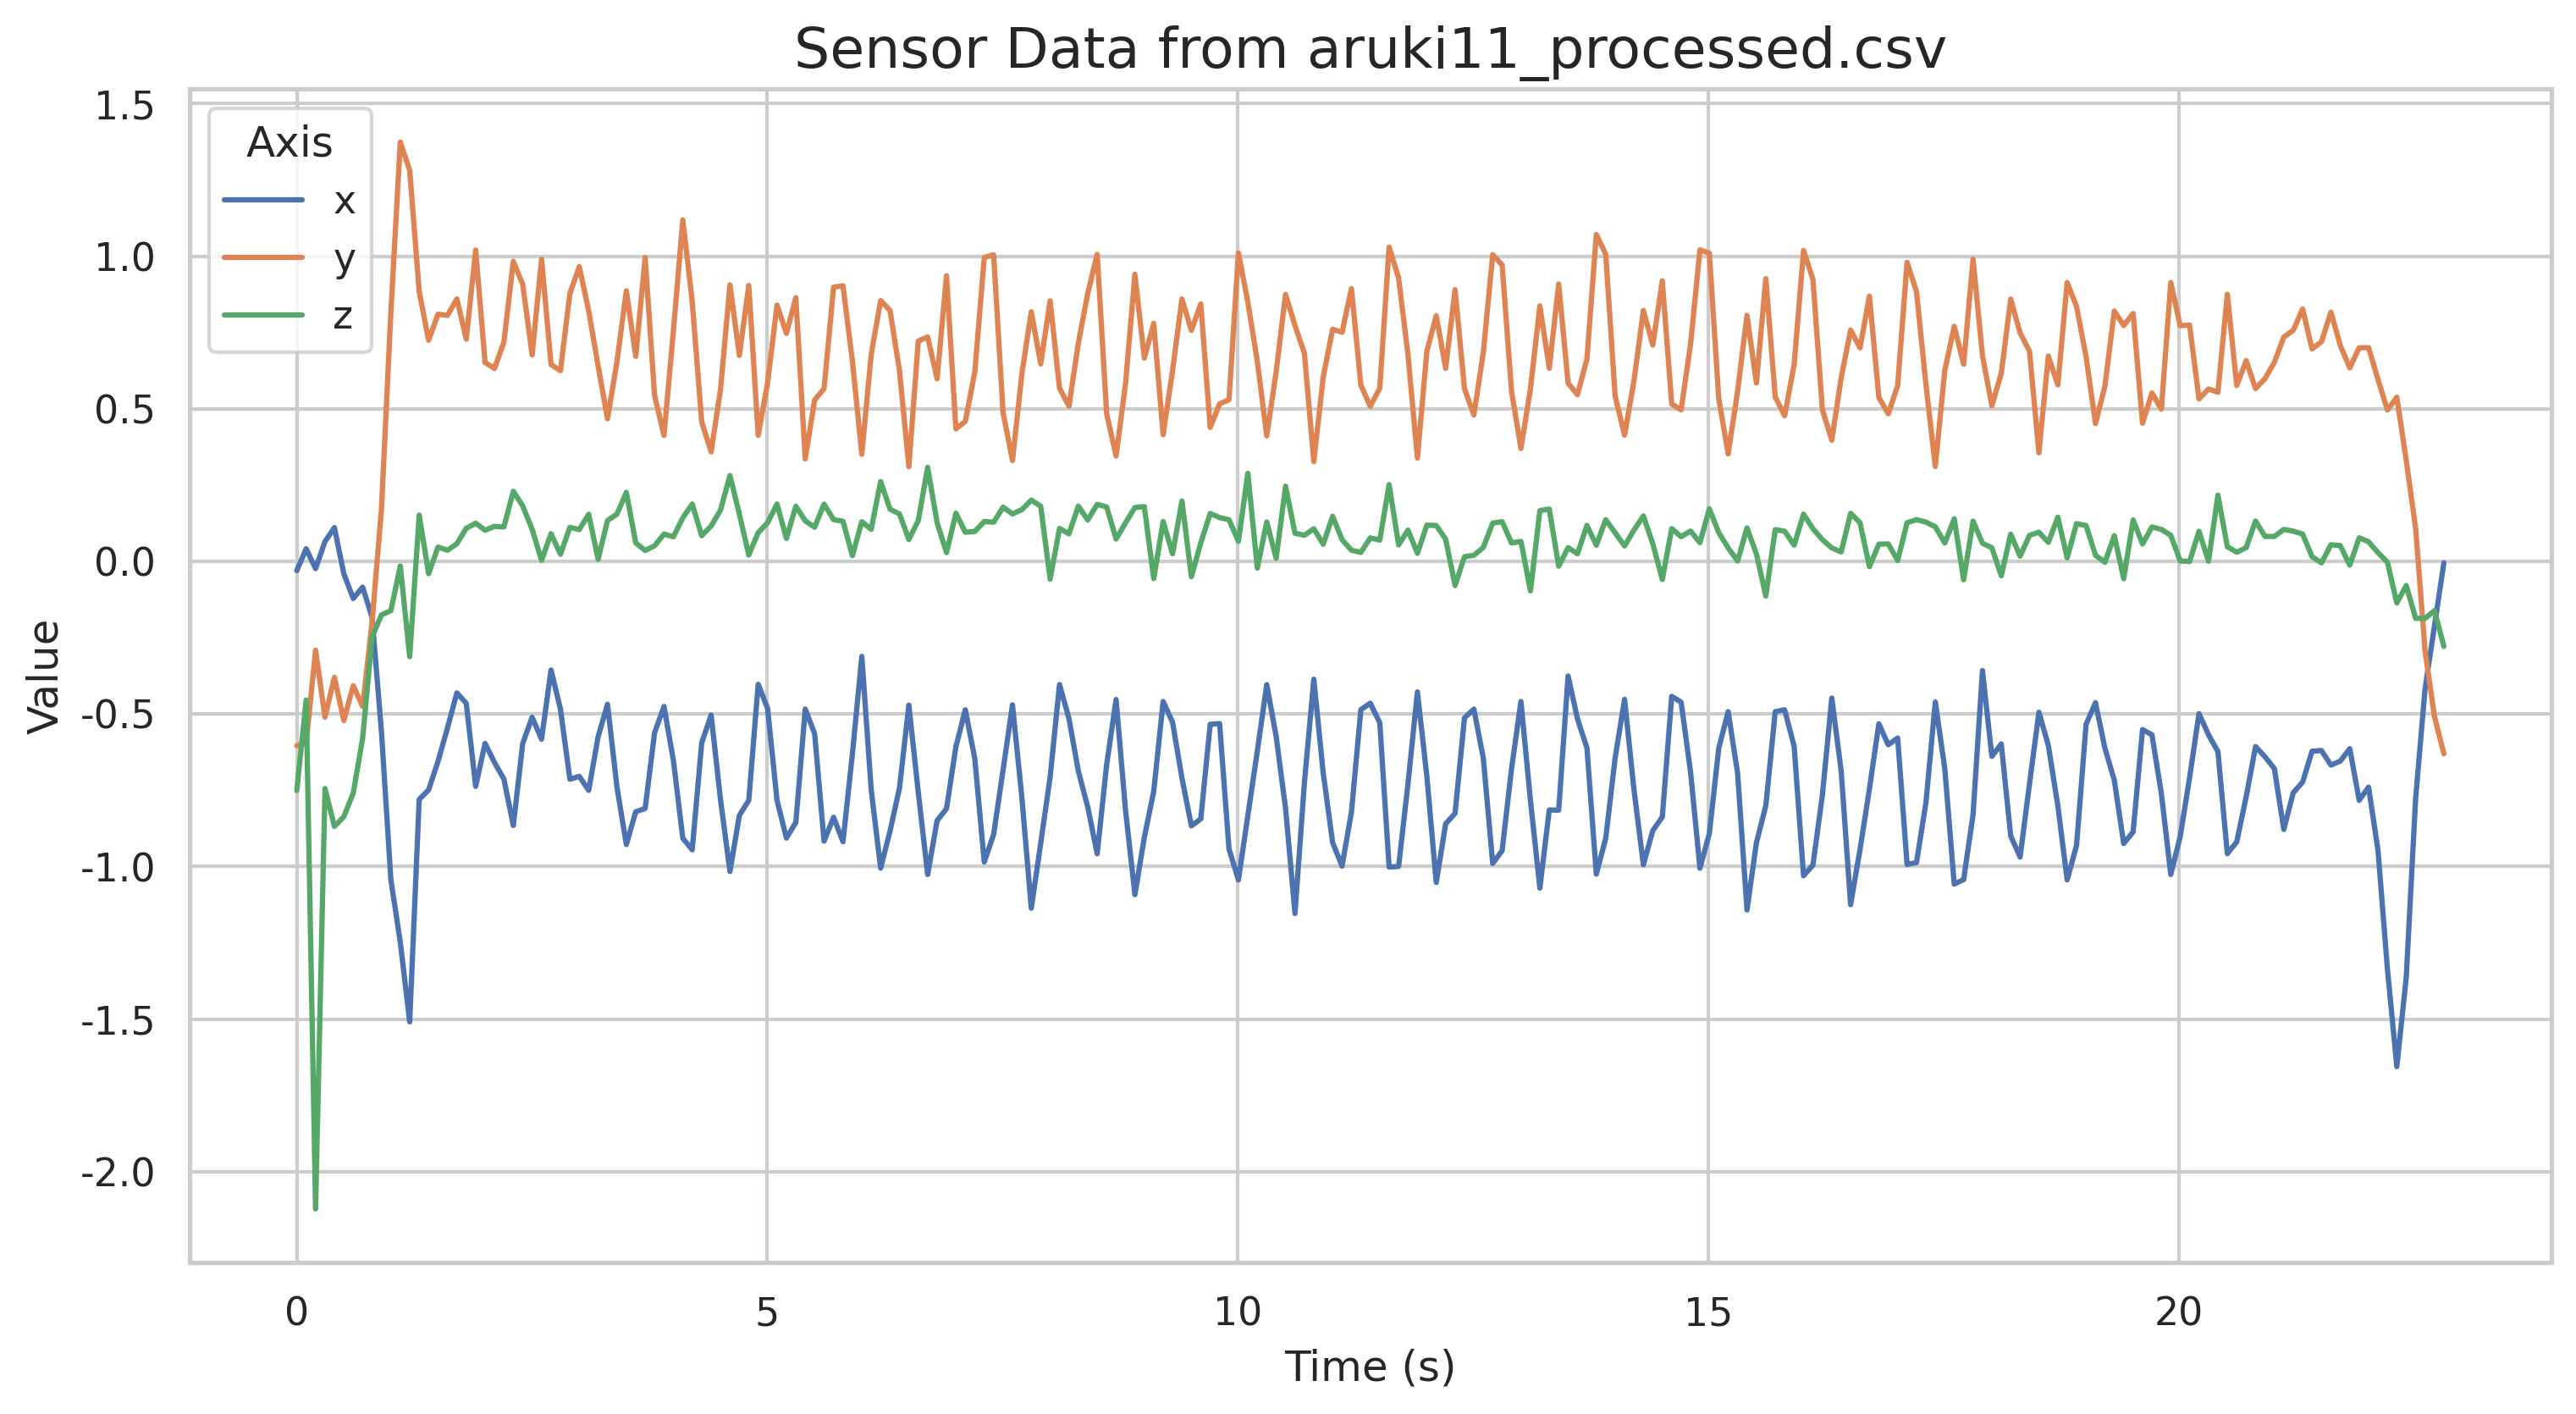 Sensor Data from aruki11_processed.csv
Axis
x
y
z
1.5
1.0
0.5
0.0
-0.5
-1.0
-1.5
-2.0
Value
0
5
10
15
20
Time (s)